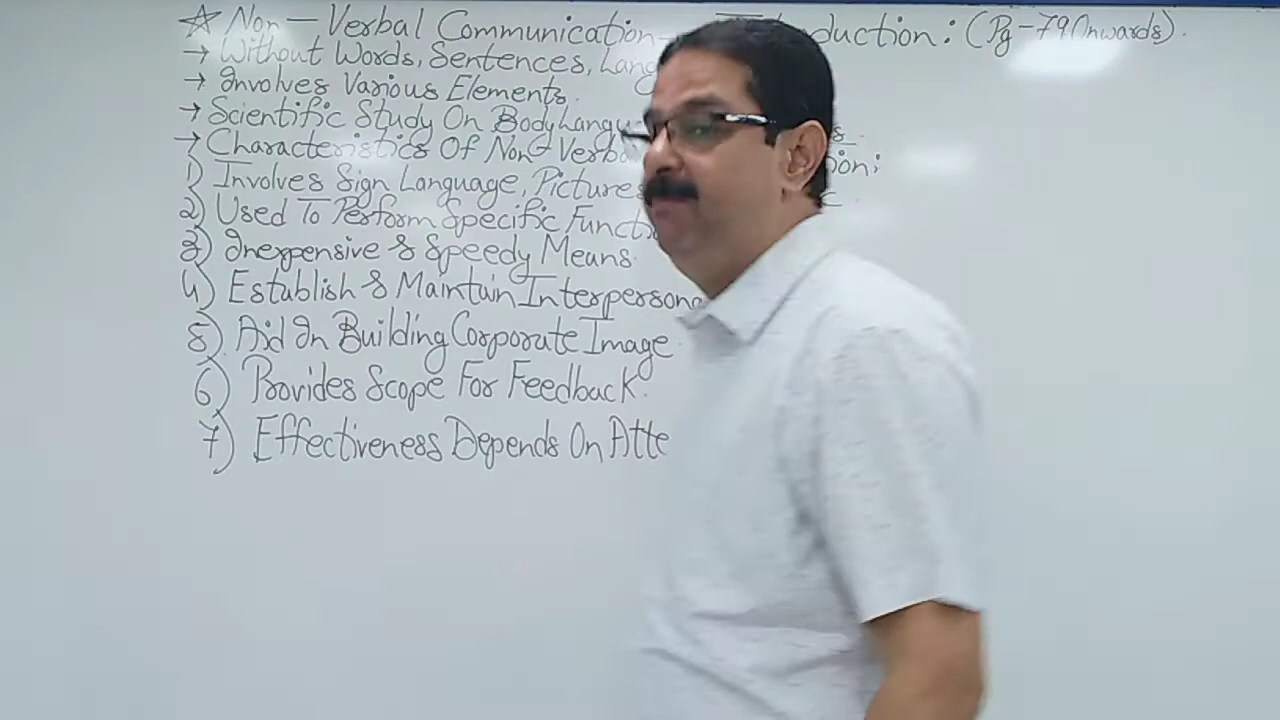 ☆ Non - Verbal Communication - duction: (Pg-79 Onwards).
→ Without Words, Sentences, Lang
→ Involves Various Elements.
→ Scientific Study On Body Langu s
→ Characteristics Of Non-Verba on:
1) Involves Sign Language, Pictures c
2) Used To Perform Specific Functi
3) Inexpensive & Speedy Means
4) Establish & Maintain Interpersona
5) Aid In Building Corporate Image
6) Provides Scope For Feedback.
7) Effectiveness Depends On Atte